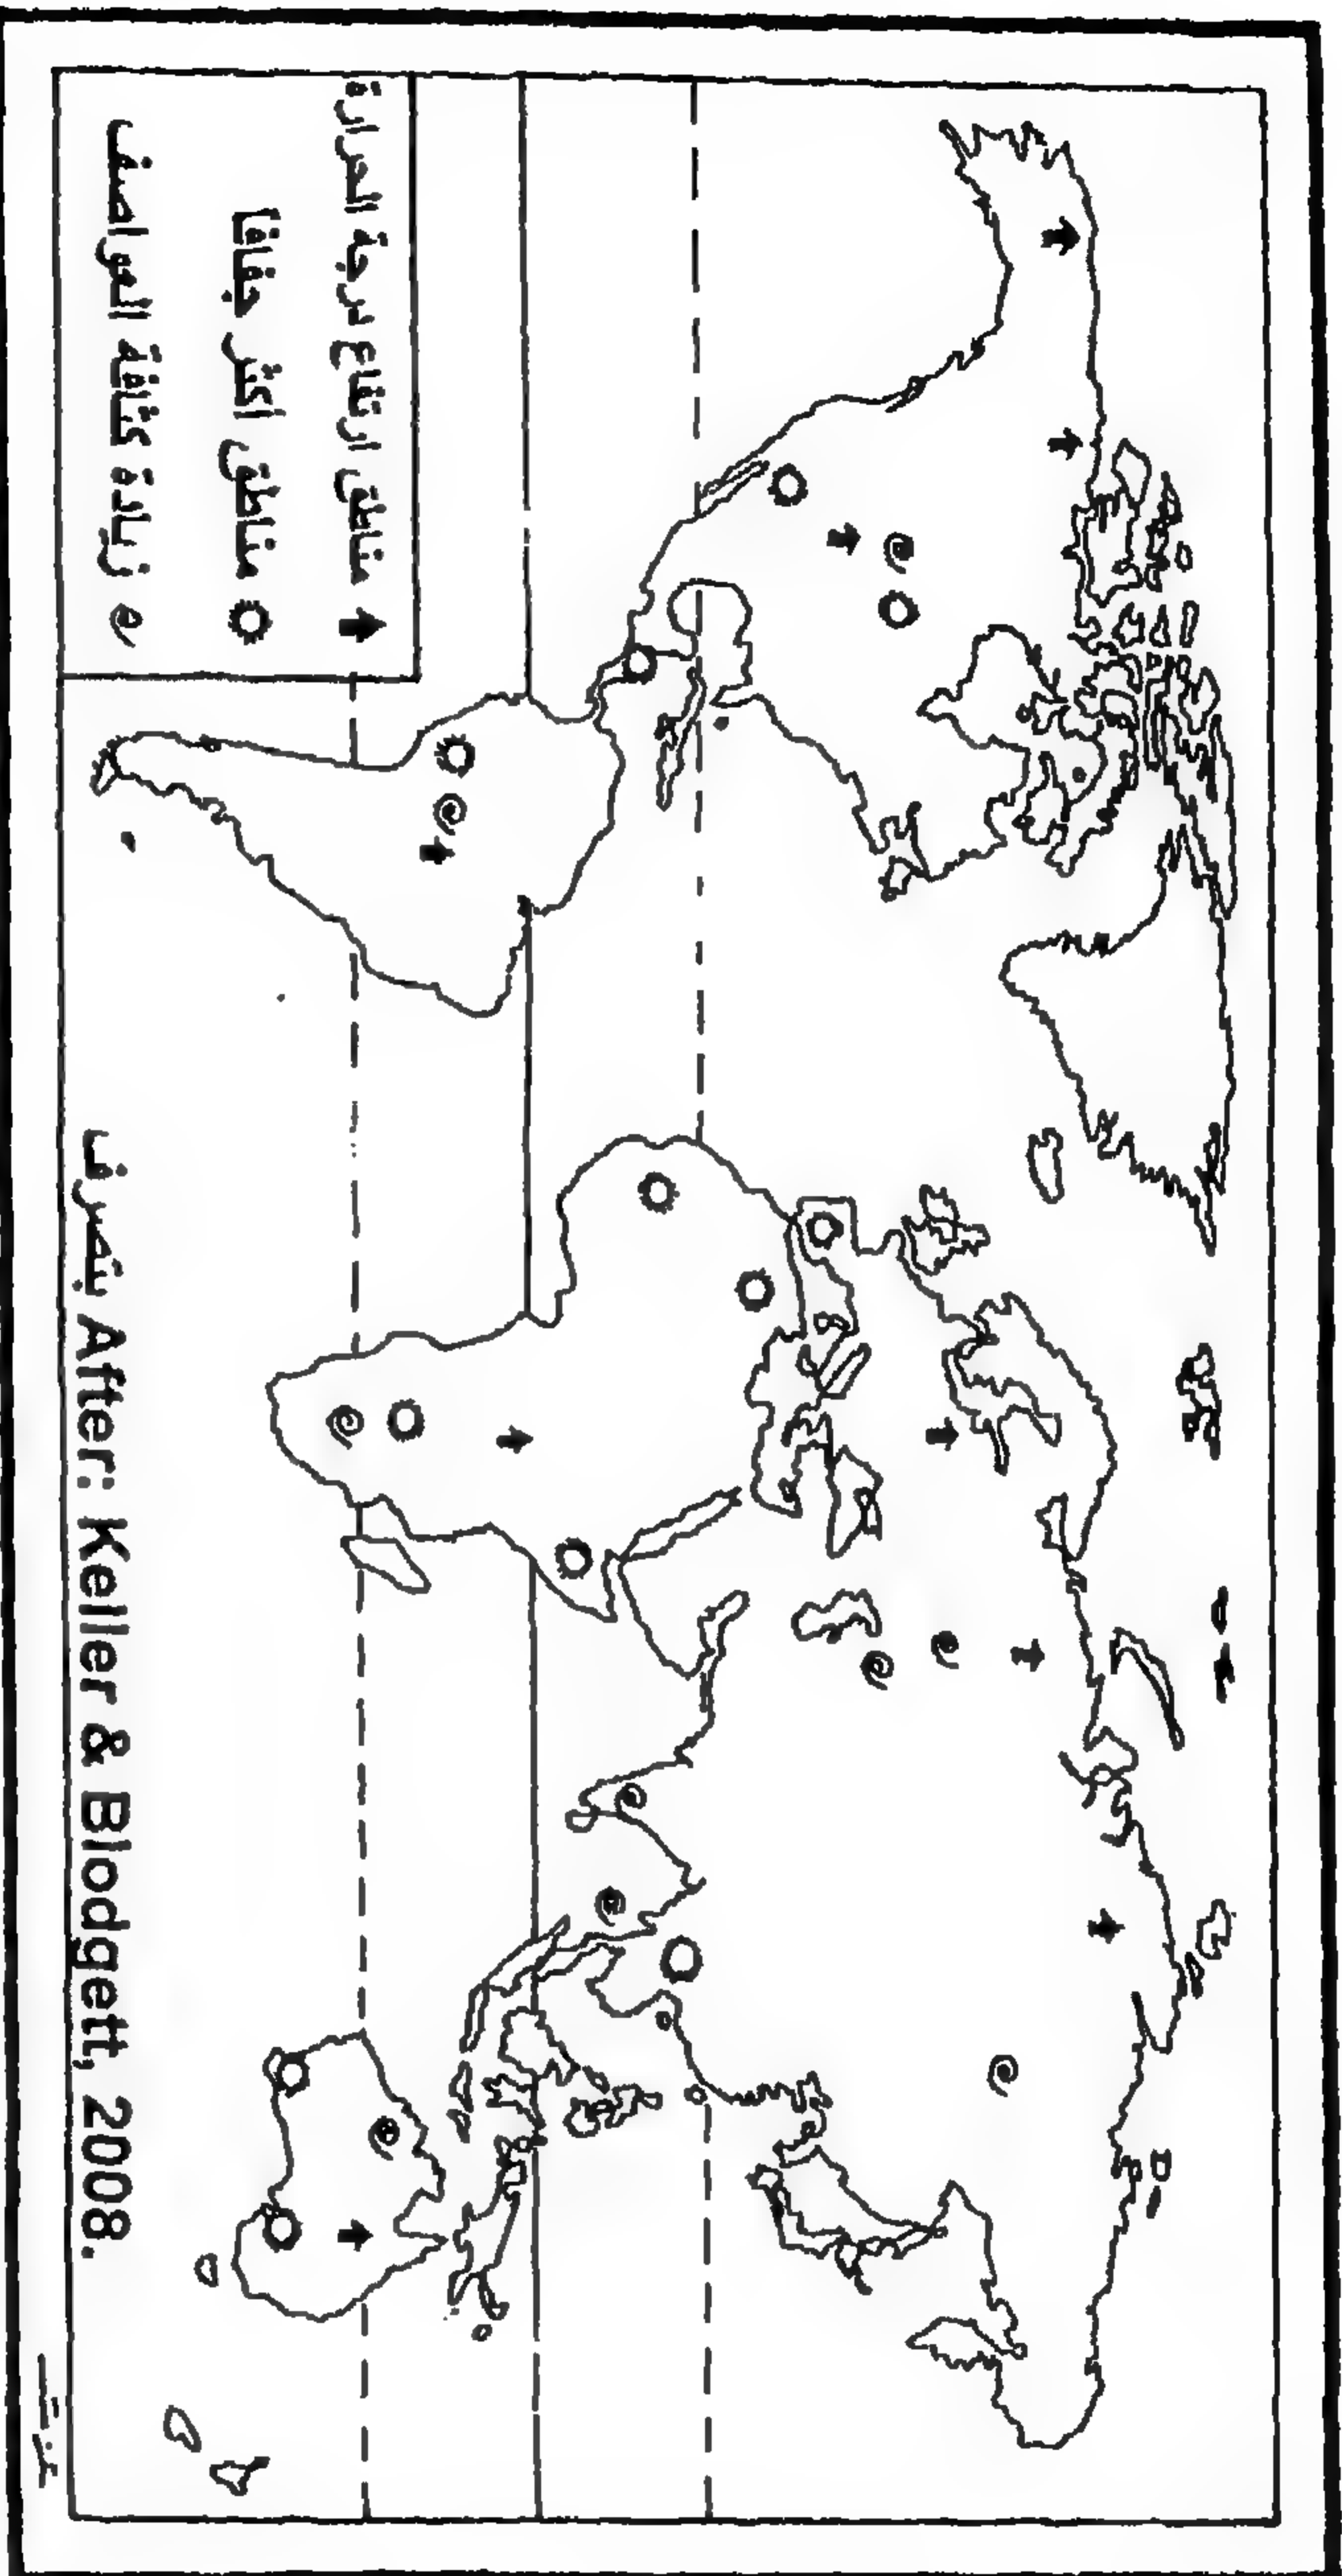 مناطق ارتفاع درجة الحرارة
مناطق أكثر جفافا
زيادة كثافة العواصف
بتصرف After: Keller & Blodgett, 2008.